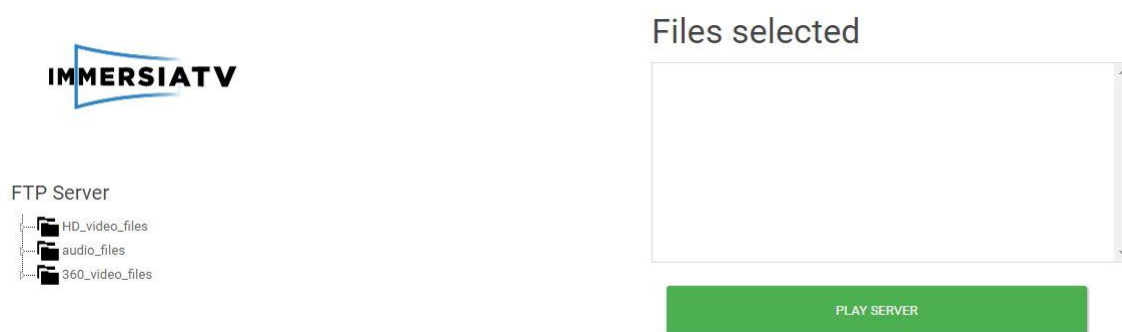 IMMERSIATV
FTP Server
HD_video_files
audio_files
360_video_files
Files selected
PLAY SERVER